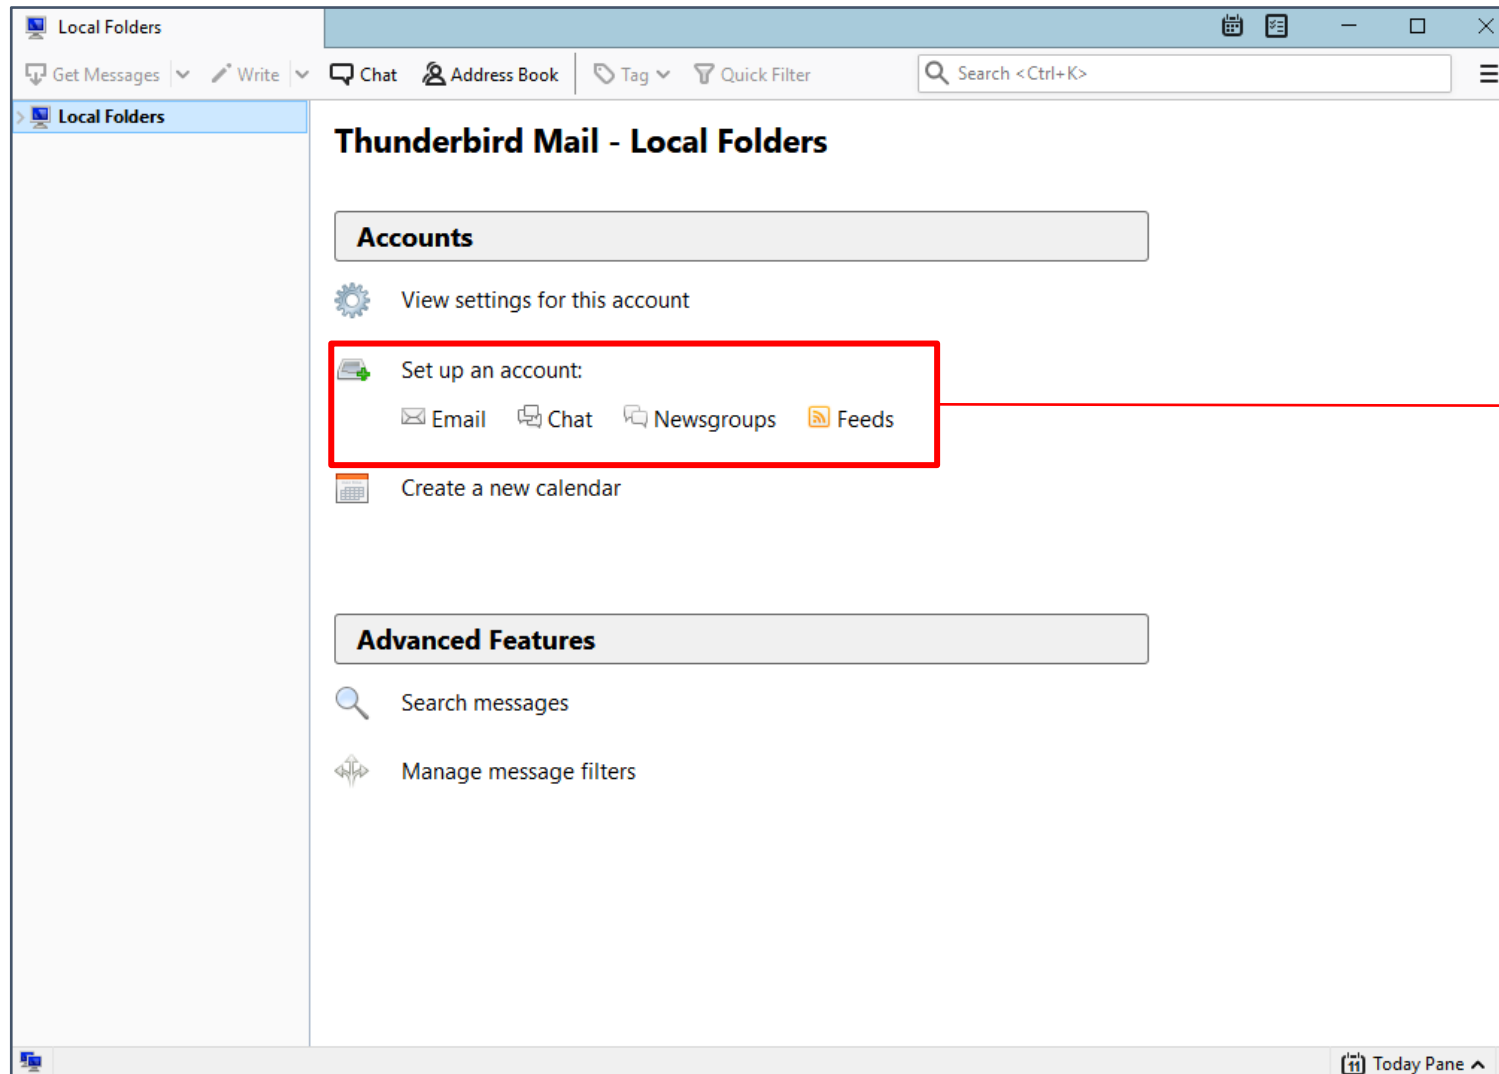 Local Folders
Get Messages Write Chat Address Book Tag Quick Filter Search <Ctrl+K>
Local Folders
Thunderbird Mail - Local Folders
Accounts
View settings for this account
Set up an account:
Email Chat Newsgroups Feeds
Create a new calendar
Advanced Features
Search messages
Manage message filters
11 Today Pane